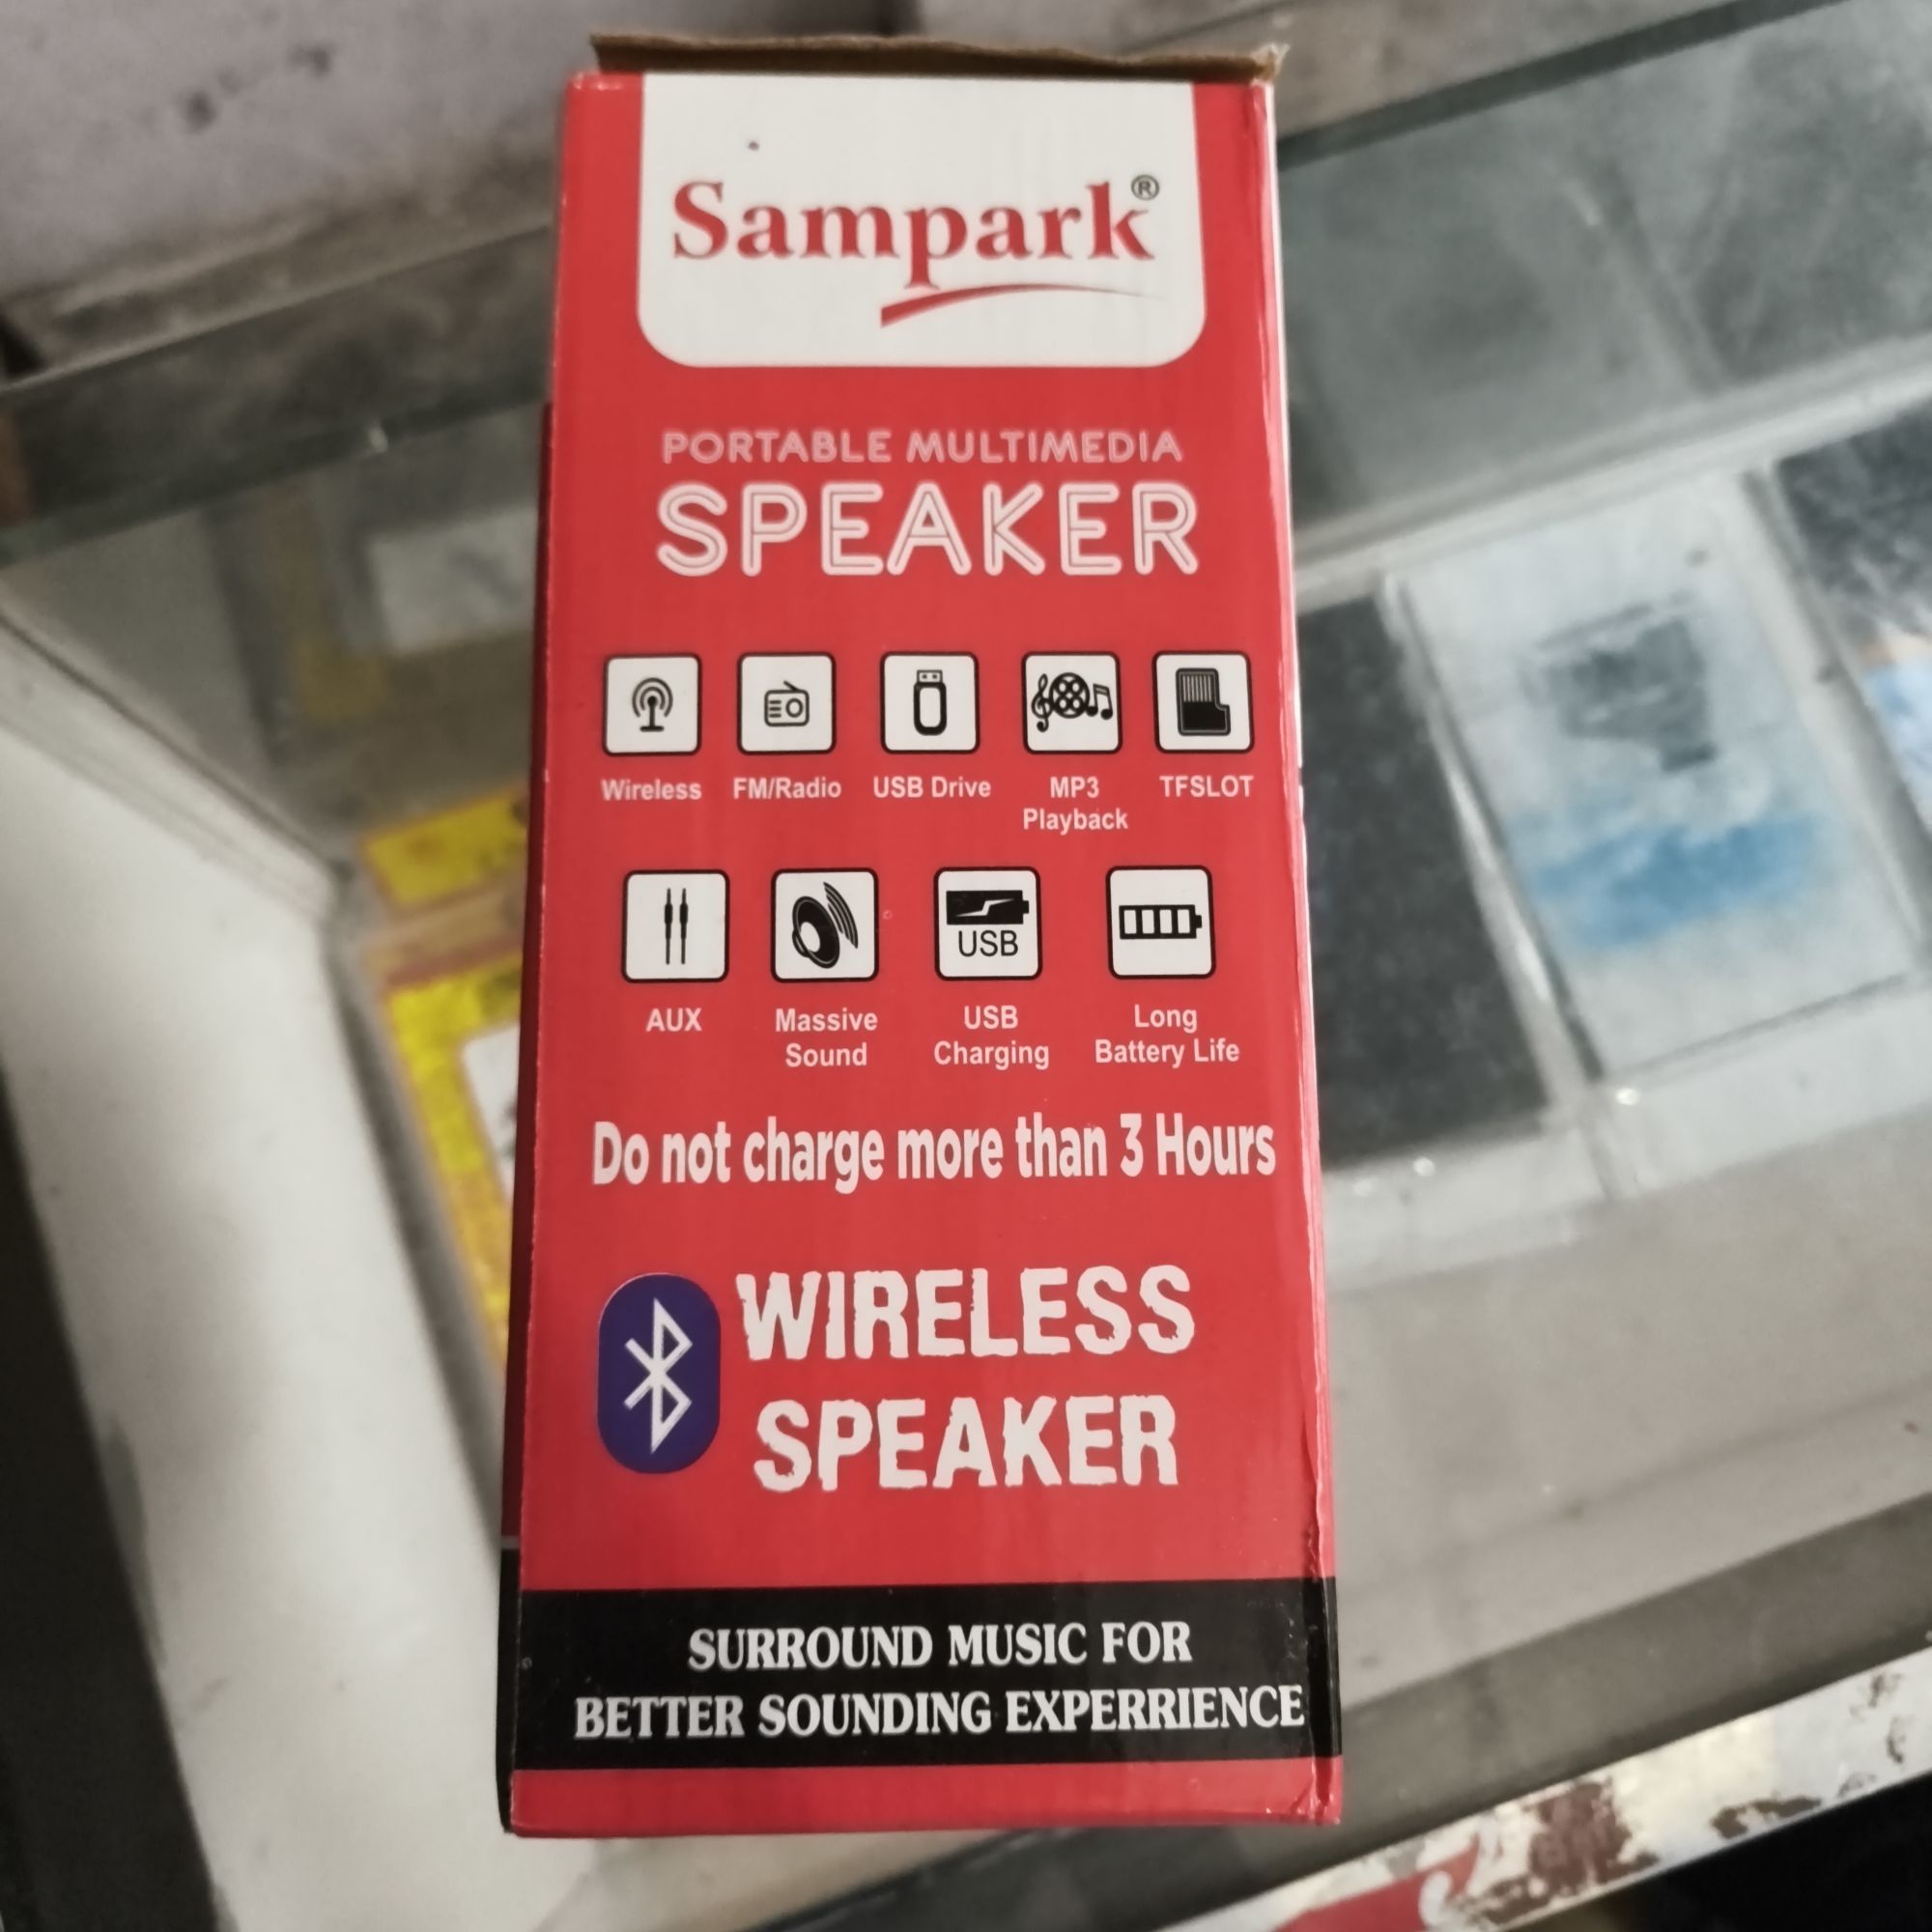 Sampark®
PORTABLE MULTIMEDIA
SPEAKER
Wireless FM/Radio USB Drive MP3 Playback TFSLOT
USB
AUX Massive Sound USB Charging Long Battery Life
Do not charge more than 3 Hours
WIRELESS
SPEAKER
SURROUND MUSIC FOR
BETTER SOUNDING EXPERRIENCE